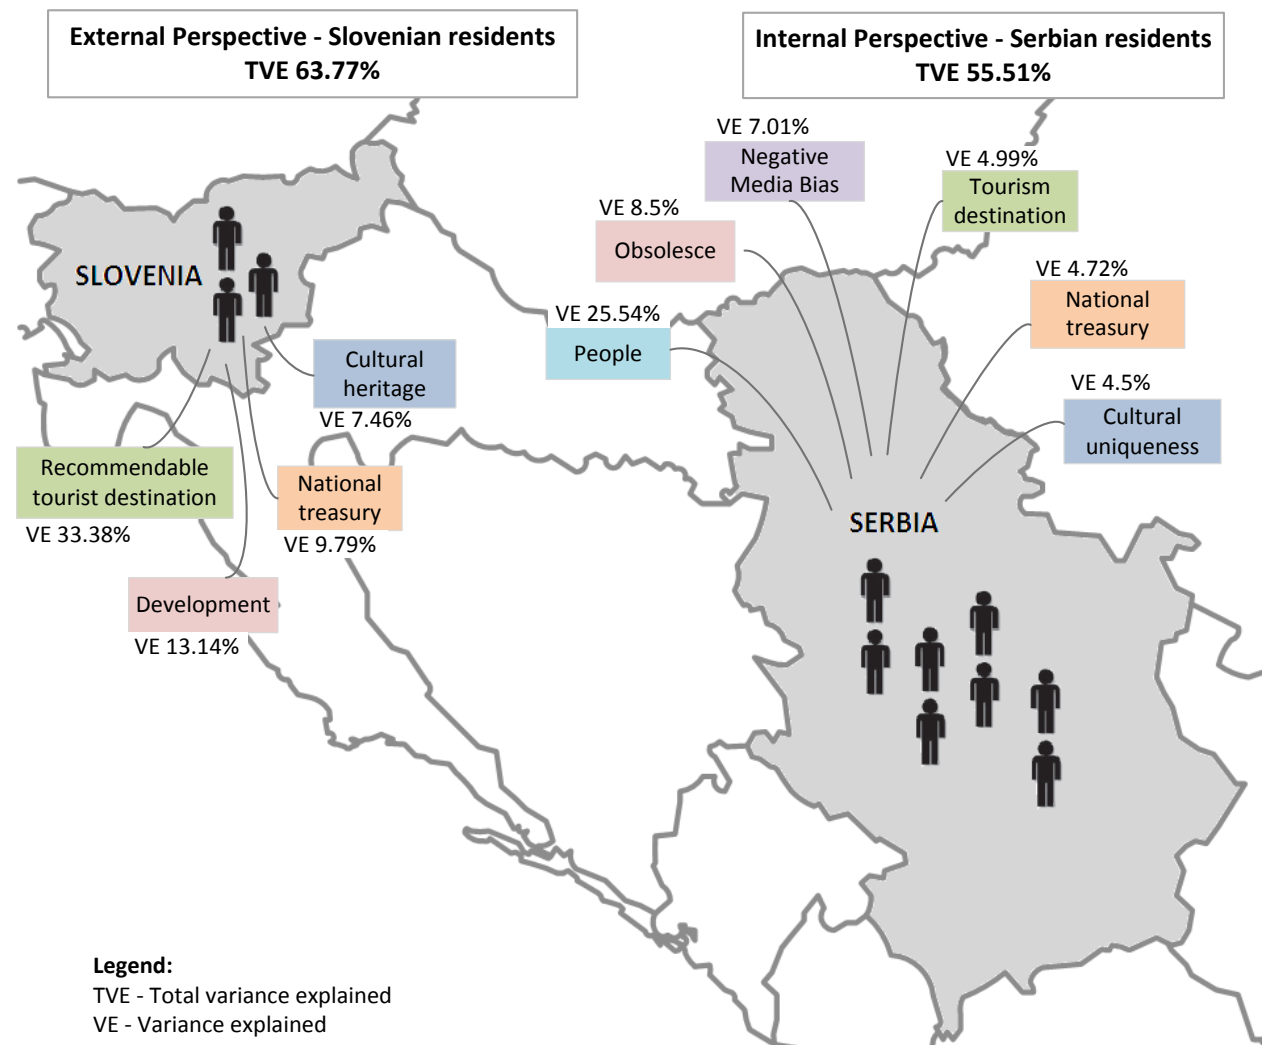 External Perspective - Slovenian residents
TVE 63.77%
Internal Perspective - Serbian residents
TVE 55.51%
VE 7.01%
Negative
Media Bias
VE 4.99%
Tourism
destination
VE 8.5%
Obsolesce
SLOVENIA
VE 4.72%
National
treasury
VE 25.54%
People
Cultural
heritage
VE 7.46%
VE 4.5%
Cultural
uniqueness
Recommendable
tourist destination
VE 33.38%
National
treasury
VE 9.79%
SERBIA
Development
VE 13.14%
Legend:
TVE - Total variance explained
VE - Variance explained